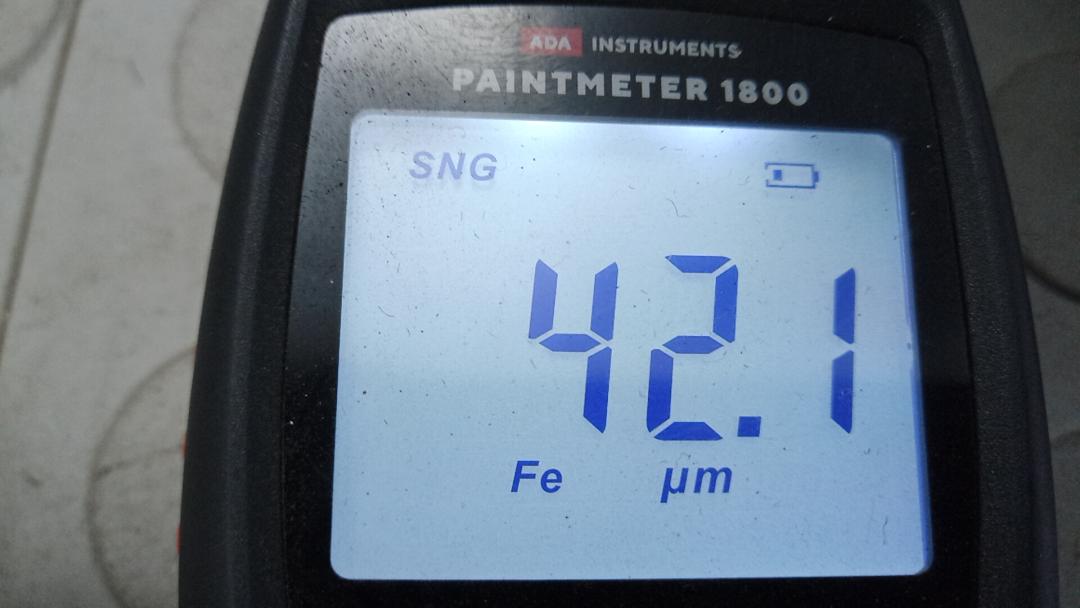 ADA INSTRUMENTS
PAINTMETER 1800
SNG
42.1
Fe μm